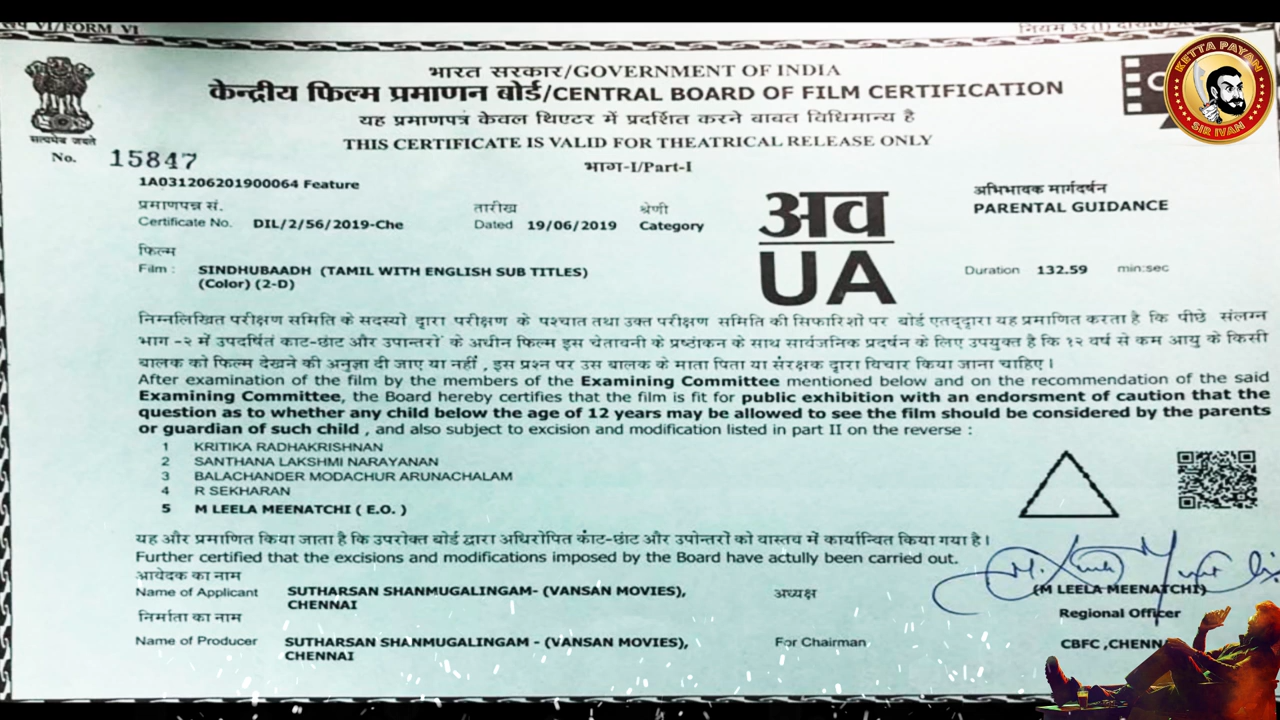 रूप VI/FORM VI
भारत सरकार/GOVERNMENT OF INDIA
केन्द्रीय फिल्म प्रमाणन बोर्ड/CENTRAL BOARD OF FILM CERTIFICATION
यह प्रमाणपत्र केवल थिएटर में प्रदर्शित करने बावत विधिमान्य है
THIS CERTIFICATE IS VALID FOR THEATRICAL RELEASE ONLY
भाग-I/Part-I
सत्यमेव जयते
KETTA PAYAN
SIR IVAN
No. 15847
1A031206201900064 Feature
प्रमाणपत्र सं. तारीख श्रेणी
Certificate No. DIL/2/56/2019-Che Dated 19/06/2019 Category
अव
UA
अभिभावक मार्गदर्षन
PARENTAL GUIDANCE
फिल्म
Film : SINDHUBAADH (TAMIL WITH ENGLISH SUB TITLES)
(Color) (2-D)
Duration 132.59 min:sec
निम्नलिखित परीक्षण समिति के सदस्यों द्वारा परीक्षण के पश्चात तथा उक्त परीक्षण समिति की सिफारिशों पर बोर्ड एतद्द्वारा यह प्रमाणित करता है कि पीछे संलग्न
भाग -२ में उपदर्षित काट-छांट और उपान्तरों के अधीन फिल्म इस चेतावनी के प्रष्ठांकन के साथ सार्वजनिक प्रदर्षन के लिए उपयुक्त है कि १२ वर्ष से कम आयु के किसी
बालक को फिल्म देखने की अनुज्ञा दी जाए या नहीं , इस प्रश्न पर उस बालक के माता पिता या संरक्षक द्वारा विचार किया जाना चाहिए ।
After examination of the film by the members of the Examining Committee mentioned below and on the recommendation of the said
Examining Committee, the Board hereby certifies that the film is fit for public exhibition with an endorsement of caution that the
question as to whether any child below the age of 12 years may be allowed to see the film should be considered by the parents
or guardian of such child , and also subject to excision and modification listed in part II on the reverse :
1 KRITIKA RADHAKRISHNAN
2 SANTHANA LAKSHMI NARAYANAN
3 BALACHANDER MODACHUR ARUNACHALAM
4 R SEKHARAN
5 M LEELA MEENATCHI ( E.O. )
यह और प्रमाणित किया जाता है कि उपरोक्त बोर्ड द्वारा अधिरोपित काँट-छांट और उपोन्तरों को वास्तव में कार्यान्वित किया गया है ।
Further certified that the excisions and modifications imposed by the Board have actully been carried out.
आवेदक का नाम
Name of Applicant SUTHARSAN SHANMUGALINGAM- (VANSAN MOVIES),
CHENNAI
अध्यक्ष
(M LEELA MEENATCHI)
Regional Officer
निर्माता का नाम
Name of Producer SUTHARSAN SHANMUGALINGAM - (VANSAN MOVIES),
CHENNAI
For Chairman
CBFC ,CHENN